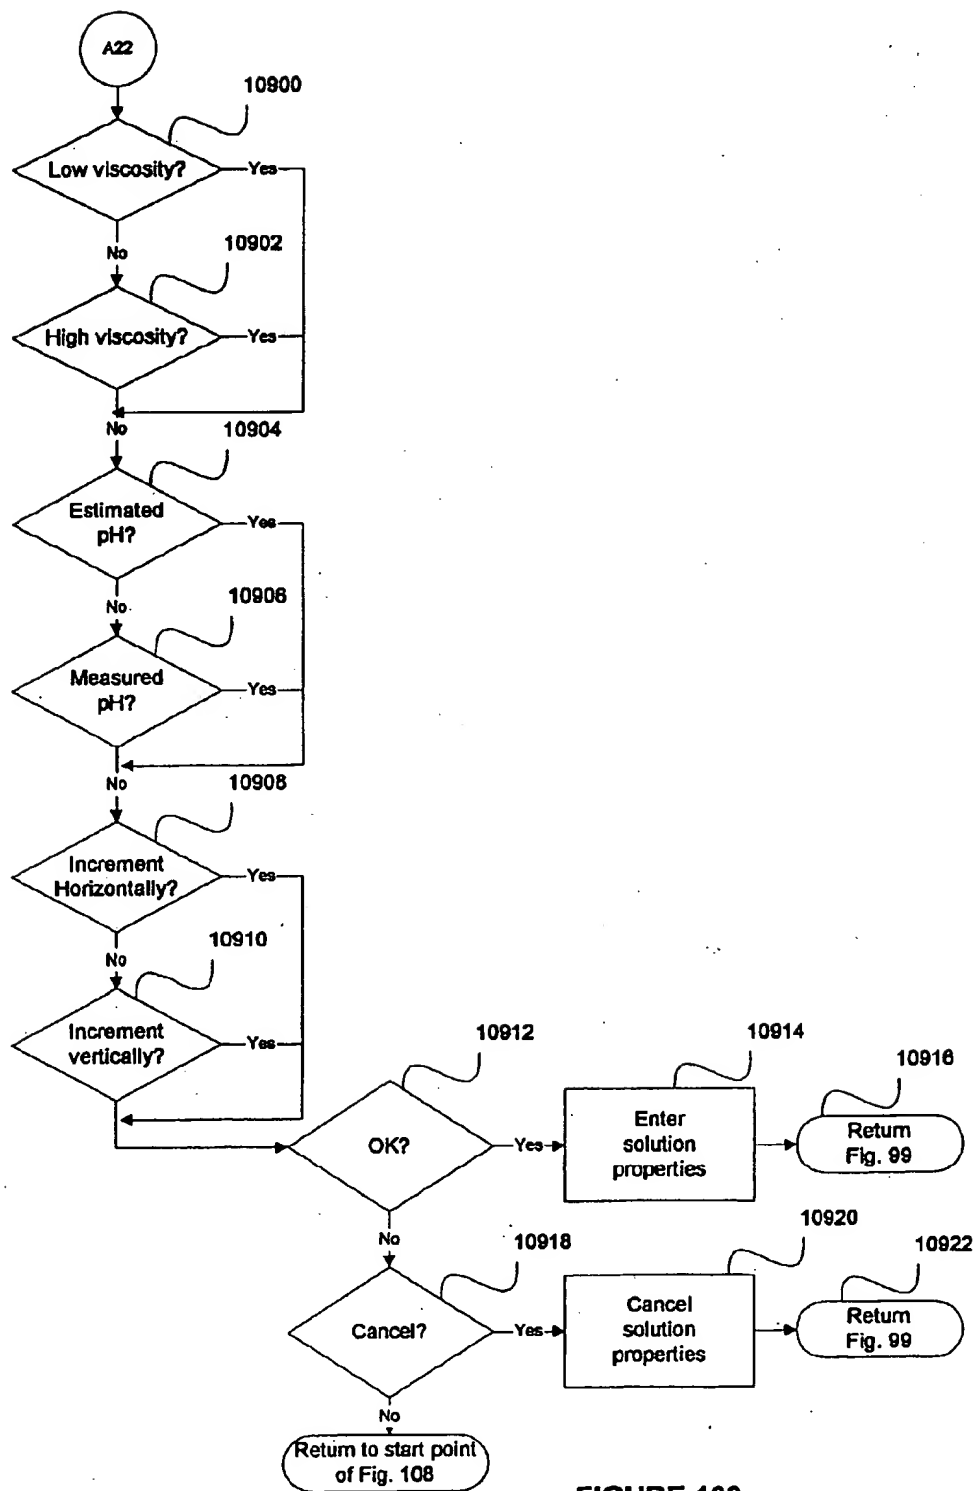 A22
10900
Low viscosity?
Yes
No
10902
High viscosity?
Yes
No
10904
Estimated
pH?
Yes
No
10906
Measured
pH?
Yes
No
10908
Increment
Horizontally?
Yes
No
10910
Increment
vertically?
Yes
10912
OK?
Yes
10914
Enter
solution
properties
10916
Return
Fig. 99
No
10918
Cancel?
Yes
10920
Cancel
solution
properties
10922
Return
Fig. 99
No
Return to start point
of Fig. 108
FIGURE